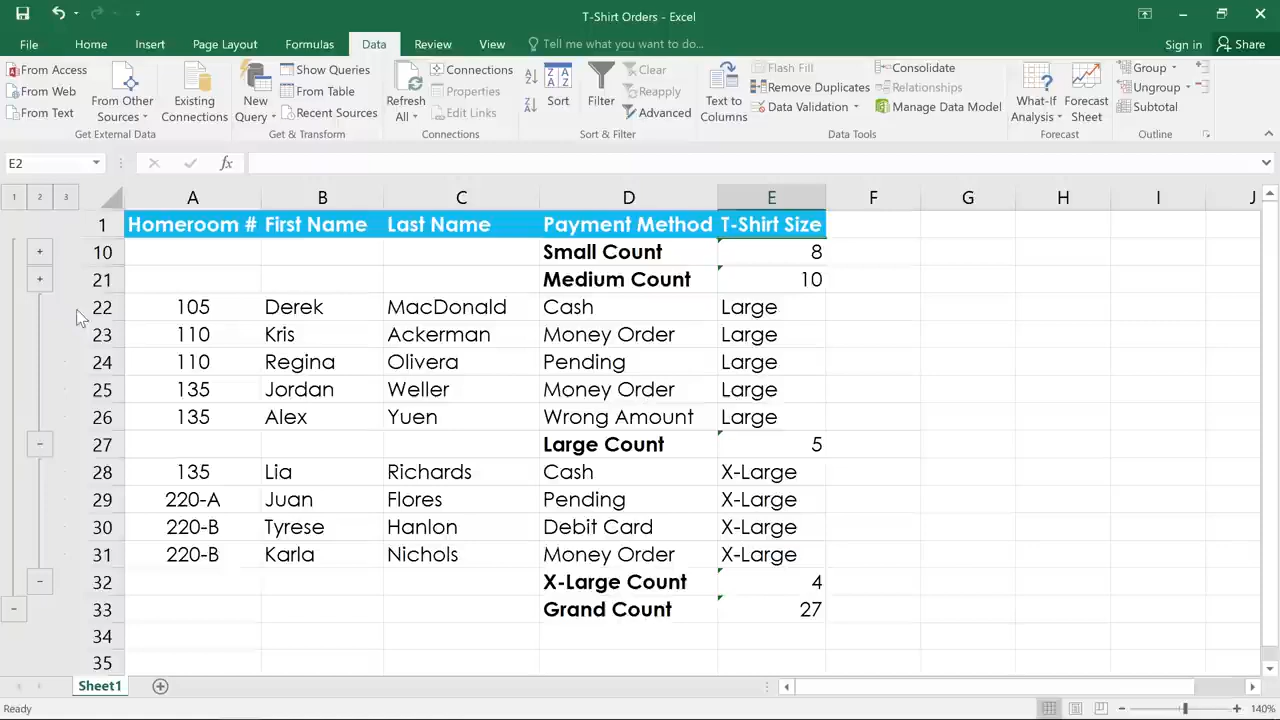 T-Shirt Orders - Excel
File Home Insert Page Layout Formulas Data Review View Tell me what you want to do... Sign in Share
From Access
From Web
From Text
From Other
Sources
Existing
Connections
Get External Data
New
Query
Show Queries
From Table
Recent Sources
Get & Transform
Refresh
All
Connections
Properties
Edit Links
Connections
Sort
Filter
Clear
Reapply
Advanced
Sort & Filter
Text to
Columns
Flash Fill
Remove Duplicates
Data Validation
Consolidate
Relationships
Manage Data Model
Data Tools
What-If
Analysis
Forecast
Sheet
Forecast
Group
Ungroup
Subtotal
Outline
E2 fx
1 2 3 A B C D E F G H I J
1 Homeroom # First Name Last Name Payment Method T-Shirt Size
+ 10 Small Count 8
+ 21 Medium Count 10
22 105 Derek MacDonald Cash Large
23 110 Kris Ackerman Money Order Large
24 110 Regina Olivera Pending Large
25 135 Jordan Weller Money Order Large
26 135 Alex Yuen Wrong Amount Large
- 27 Large Count 5
28 135 Lia Richards Cash X-Large
29 220-A Juan Flores Pending X-Large
30 220-B Tyrese Hanlon Debit Card X-Large
31 220-B Karla Nichols Money Order X-Large
- 32 X-Large Count 4
- 33 Grand Count 27
34
35
Sheet1
Ready 140%